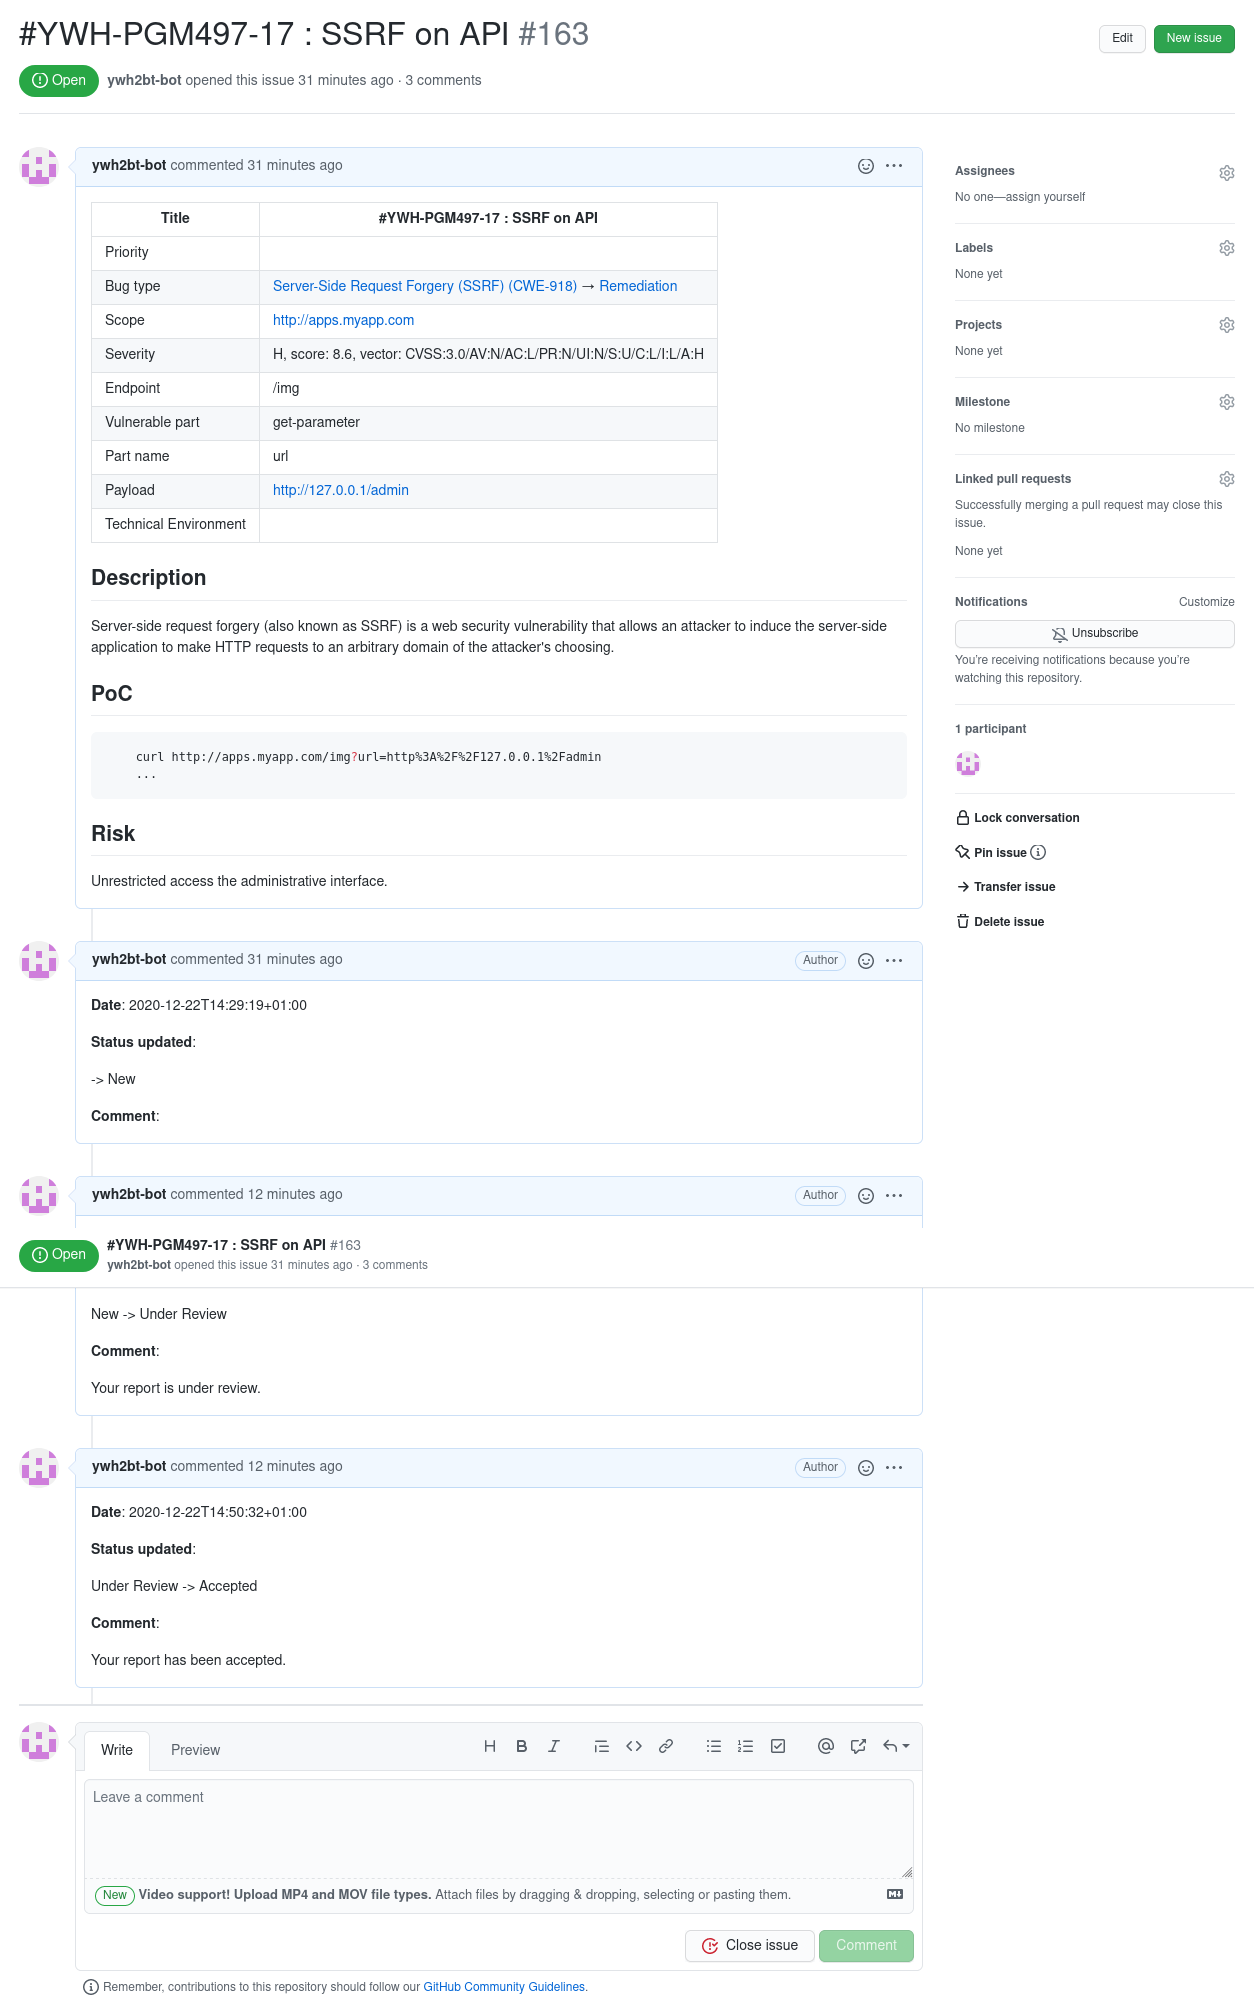 #YWH-PGM497-17 : SSRF on API #163
Edit
New issue
Open
ywh2bt-bot opened this issue 31 minutes ago · 3 comments
ywh2bt-bot commented 31 minutes ago
Title
#YWH-PGM497-17 : SSRF on API
Priority
Bug type
Server-Side Request Forgery (SSRF) (CWE-918) → Remediation
Scope
http://apps.myapp.com
Severity
H, score: 8.6, vector: CVSS:3.0/AV:N/AC:L/PR:N/UI:N/S:U/C:L/I:L/A:H
Endpoint
/img
Vulnerable part
get-parameter
Part name
url
Payload
http://127.0.0.1/admin
Technical Environment
Description
Server-side request forgery (also known as SSRF) is a web security vulnerability that allows an attacker to induce the server-side
application to make HTTP requests to an arbitrary domain of the attacker's choosing.
PoC
curl http://apps.myapp.com/img?url=http%3A%2F%2F127.0.0.1%2Fadmin
...
Risk
Unrestricted access the administrative interface.
ywh2bt-bot commented 31 minutes ago
Author
Date: 2020-12-22T14:29:19+01:00
Status updated:
-> New
Comment:
ywh2bt-bot commented 12 minutes ago
Author
Open
#YWH-PGM497-17 : SSRF on API #163
ywh2bt-bot opened this issue 31 minutes ago · 3 comments
New -> Under Review
Comment:
Your report is under review.
ywh2bt-bot commented 12 minutes ago
Author
Date: 2020-12-22T14:50:32+01:00
Status updated:
Under Review -> Accepted
Comment:
Your report has been accepted.
Write
Preview
Leave a comment
New Video support! Upload MP4 and MOV file types. Attach files by dragging & dropping, selecting or pasting them.
Close issue
Comment
Remember, contributions to this repository should follow our GitHub Community Guidelines.
Assignees
No one—assign yourself
Labels
None yet
Projects
None yet
Milestone
No milestone
Linked pull requests
Successfully merging a pull request may close this
issue.
None yet
Notifications
Customize
Unsubscribe
You're receiving notifications because you're
watching this repository.
1 participant
Lock conversation
Pin issue
Transfer issue
Delete issue